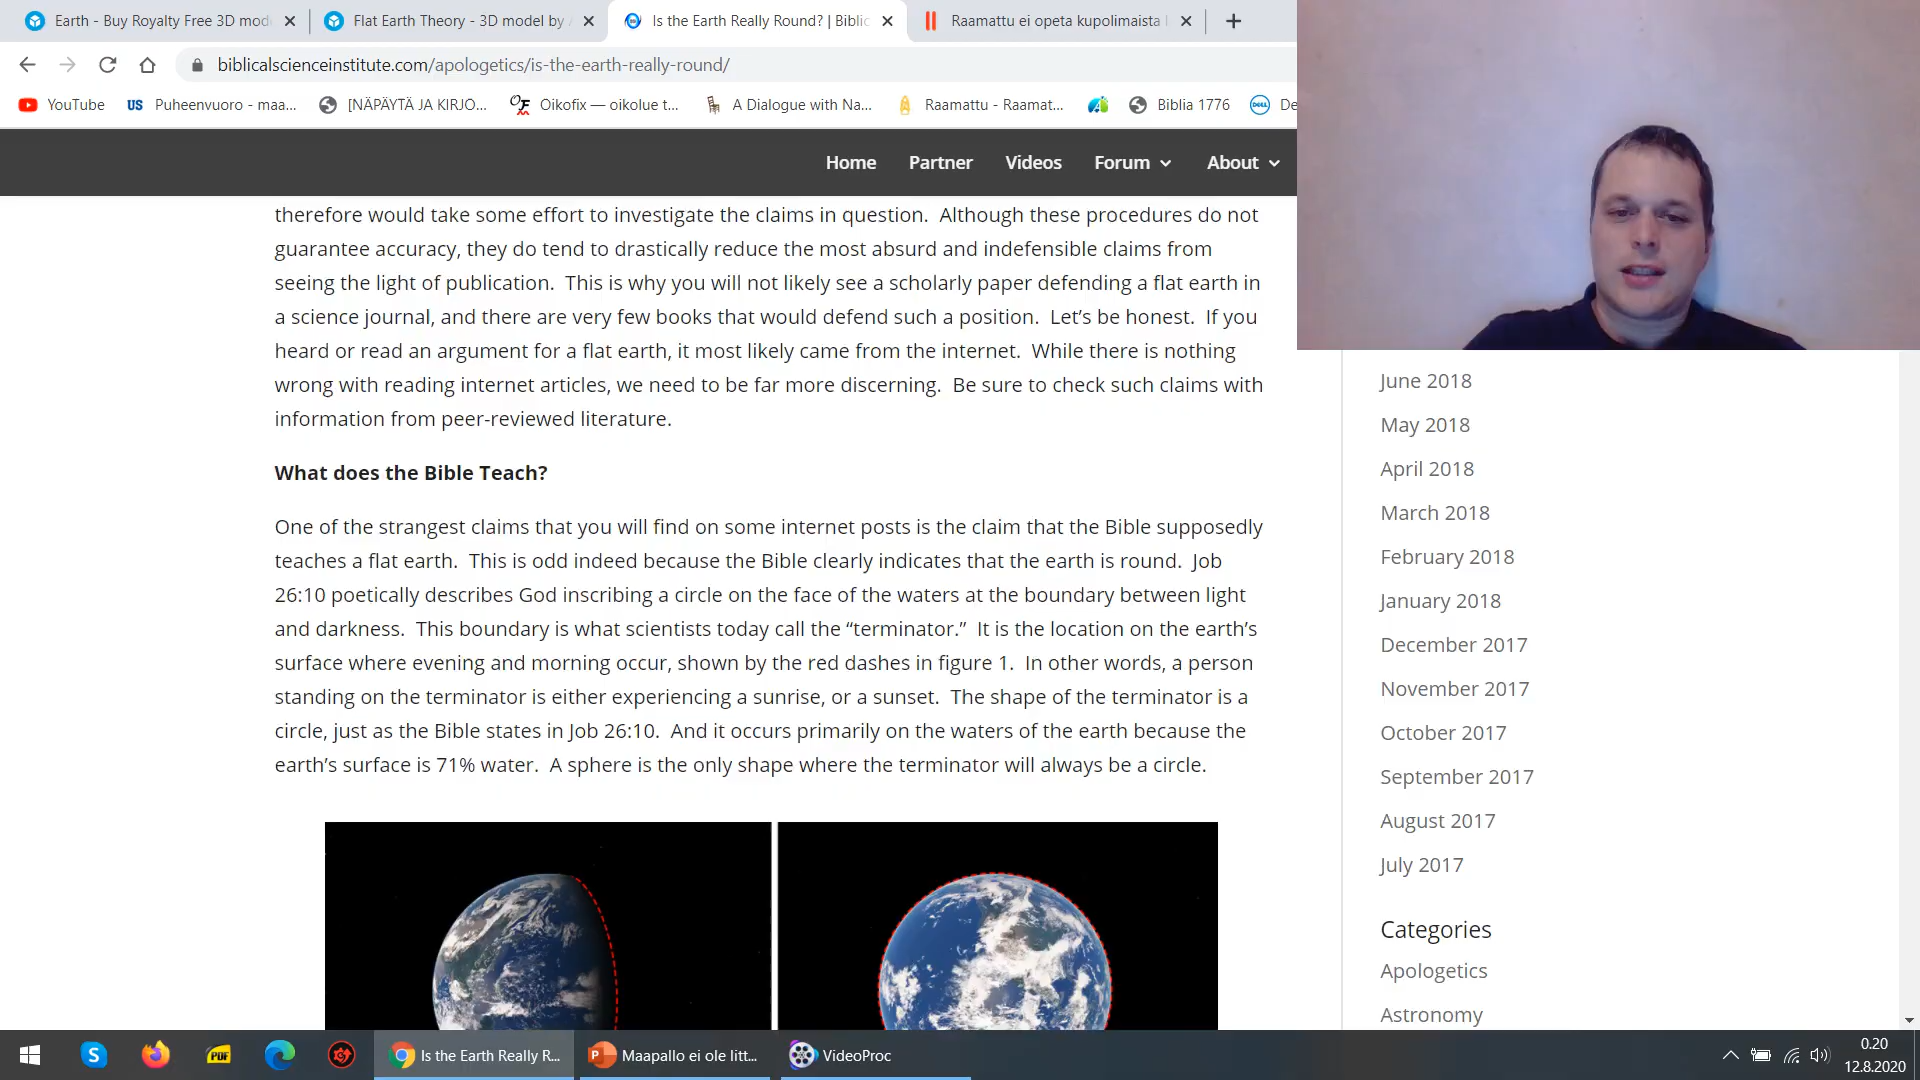 Earth - Buy Royalty Free 3D mod
Flat Earth Theory - 3D model by
Is the Earth Really Round? | Biblic
Raamattu ei opeta kupolimaista
biblicalscienceinstitute.com/apologetics/is-the-earth-really-round/
YouTube
US Puheenvuoro - maa...
[NÄPÄYTÄ JA KIRJO...
Oikofix — oikolue t...
A Dialogue with Na...
Raamattu - Raamat...
Biblia 1776
DELL De
Home
Partner
Videos
Forum
About
therefore would take some effort to investigate the claims in question. Although these procedures do not
guarantee accuracy, they do tend to drastically reduce the most absurd and indefensible claims from
seeing the light of publication. This is why you will not likely see a scholarly paper defending a flat earth in
a science journal, and there are very few books that would defend such a position. Let’s be honest. If you
heard or read an argument for a flat earth, it most likely came from the internet. While there is nothing
wrong with reading internet articles, we need to be far more discerning. Be sure to check such claims with
information from peer-reviewed literature.
What does the Bible Teach?
One of the strangest claims that you will find on some internet posts is the claim that the Bible supposedly
teaches a flat earth. This is odd indeed because the Bible clearly indicates that the earth is round. Job
26:10 poetically describes God inscribing a circle on the face of the waters at the boundary between light
and darkness. This boundary is what scientists today call the “terminator.” It is the location on the earth’s
surface where evening and morning occur, shown by the red dashes in figure 1. In other words, a person
standing on the terminator is either experiencing a sunrise, or a sunset. The shape of the terminator is a
circle, just as the Bible states in Job 26:10. And it occurs primarily on the waters of the earth because the
earth’s surface is 71% water. A sphere is the only shape where the terminator will always be a circle.
June 2018
May 2018
April 2018
March 2018
February 2018
January 2018
December 2017
November 2017
October 2017
September 2017
August 2017
July 2017
Categories
Apologetics
Astronomy
PDF
Is the Earth Really R...
Maapallo ei ole litt...
VideoProc
0.20
12.8.2020